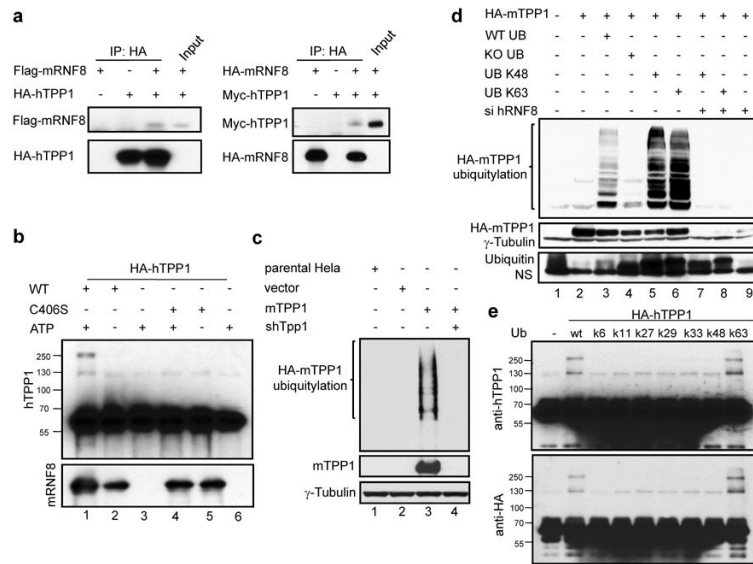 a
IP: HA Input
Flag-mRNF8 + - + +
HA-hTPP1 - + + +
Flag-mRNF8
HA-hTPP1
IP: HA Input
HA-mRNF8 + - + +
Myc-hTPP1 - + + +
Myc-hTPP1
HA-mRNF8
b
HA-hTPP1
WT + + - - - -
C406S - - - + + -
ATP + - + + - +
hTPP1
250
130
100
70
55
mRNF8
1 2 3 4 5 6
c
parental Hela + - - -
vector - + - -
mTPP1 - - + +
shTpp1 - - - +
HA-mTPP1
ubiquitylation
mTPP1
γ-Tubulin
1 2 3 4
d
HA-mTPP1 - + + + + + + + +
WT UB - - + - - - - - -
KO UB - - - + - - - - -
UB K48 - - - - + - + - -
UB K63 - - - - - + - + -
si hRNF8 - - - - - - + + +
HA-mTPP1
ubiquitylation
HA-mTPP1
γ-Tubulin
Ubiquitin
NS
1 2 3 4 5 6 7 8 9
e
HA-hTPP1
Ub - wt k6 k11 k27 k29 k33 k48 k63
anti-hTPP1
250
130
100
70
55
anti-HA
250
130
100
70
55